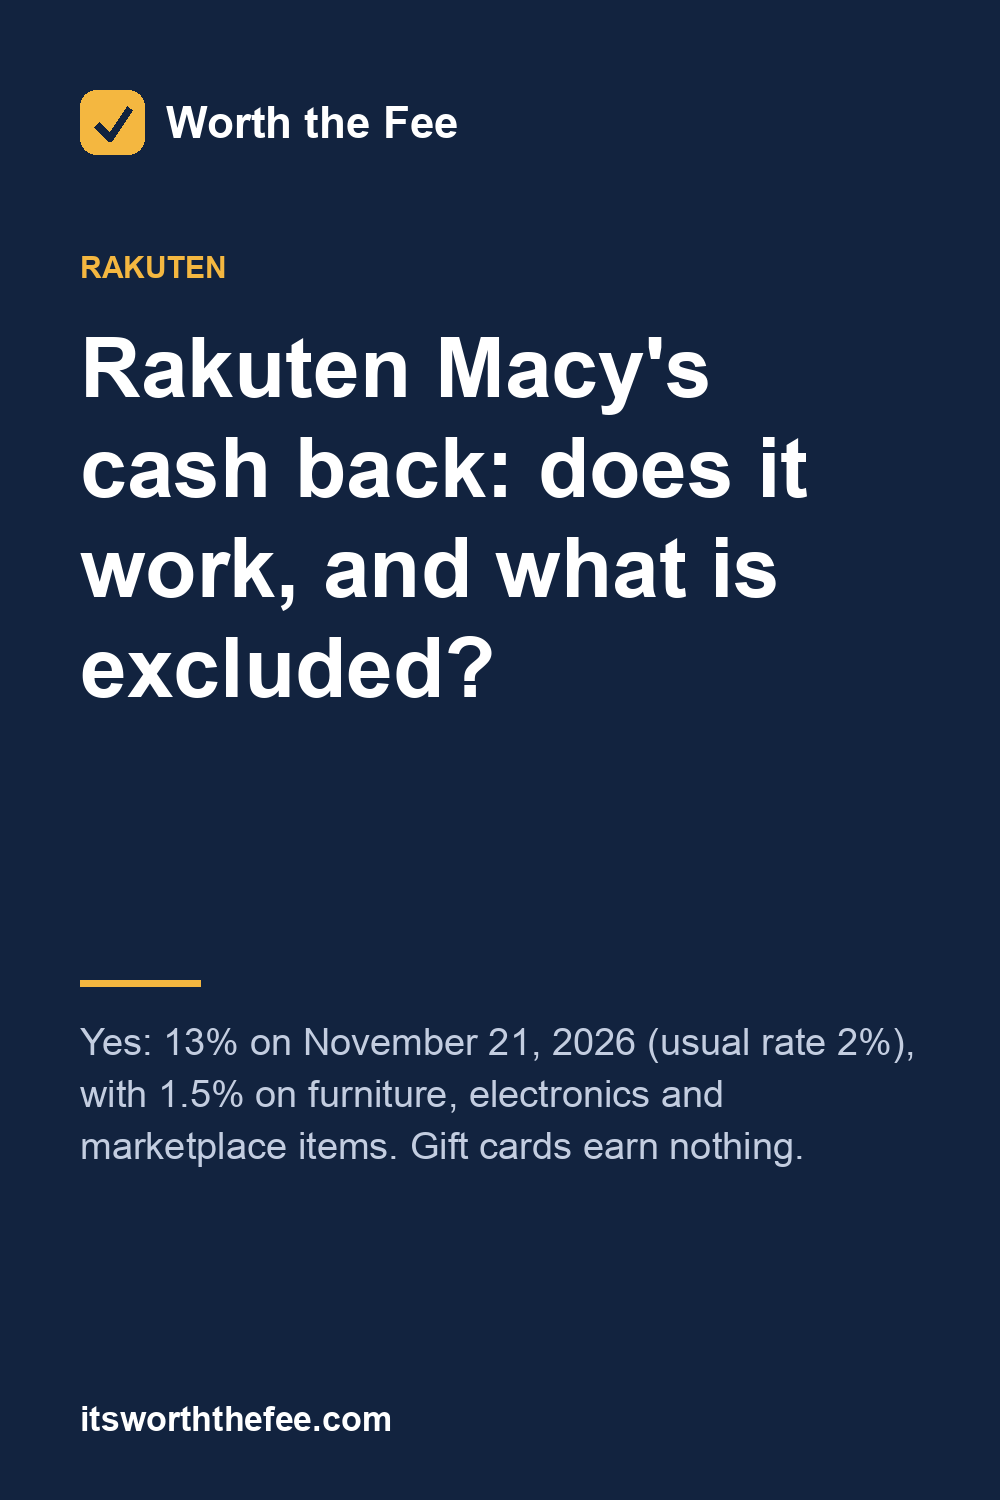 Worth the Fee
RAKUTEN
Rakuten Macy's
cash back: does it
work, and what is
excluded?
Yes: 13% on November 21, 2026 (usual rate 2%),
with 1.5% on furniture, electronics and
marketplace items. Gift cards earn nothing.
itsworththefee.com